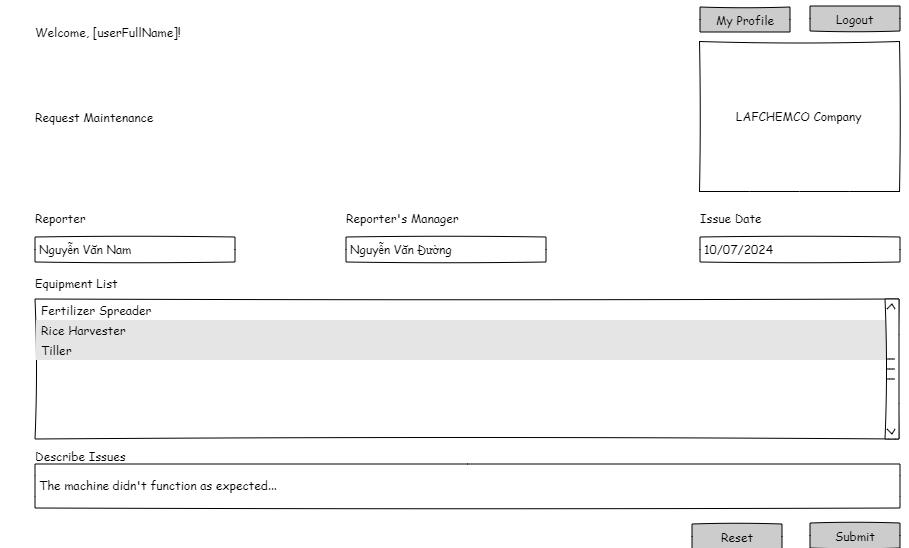 My Profile
Logout
Welcome, [userFullName]!
Request Maintenance
LAFCHEMCO Company
Reporter
Reporter's Manager
Issue Date
Nguyễn Văn Nam
Nguyễn Văn Đường
10/07/2024
Equipment List
Fertilizer Spreader
Rice Harvester
Tiller
Describe Issues
The machine didn't function as expected...
Reset
Submit